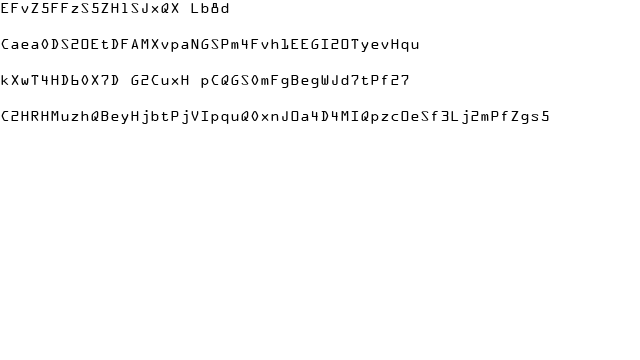 EFvZ5FFzS5ZH1SJxQX Lb8d
Caea0DS2OEtDFAMXvpaNGSPm4Fvh1EEGI2OTyevHqu
kXwT4HD6OX7D G2CuxH pCQGS0mFgBegWJd7tPf27
C2HRHMuzhQBeyHjbtPjVIpquQ0xnJOa4D4MIQpzcOeSf3Lj2mPfZgs5